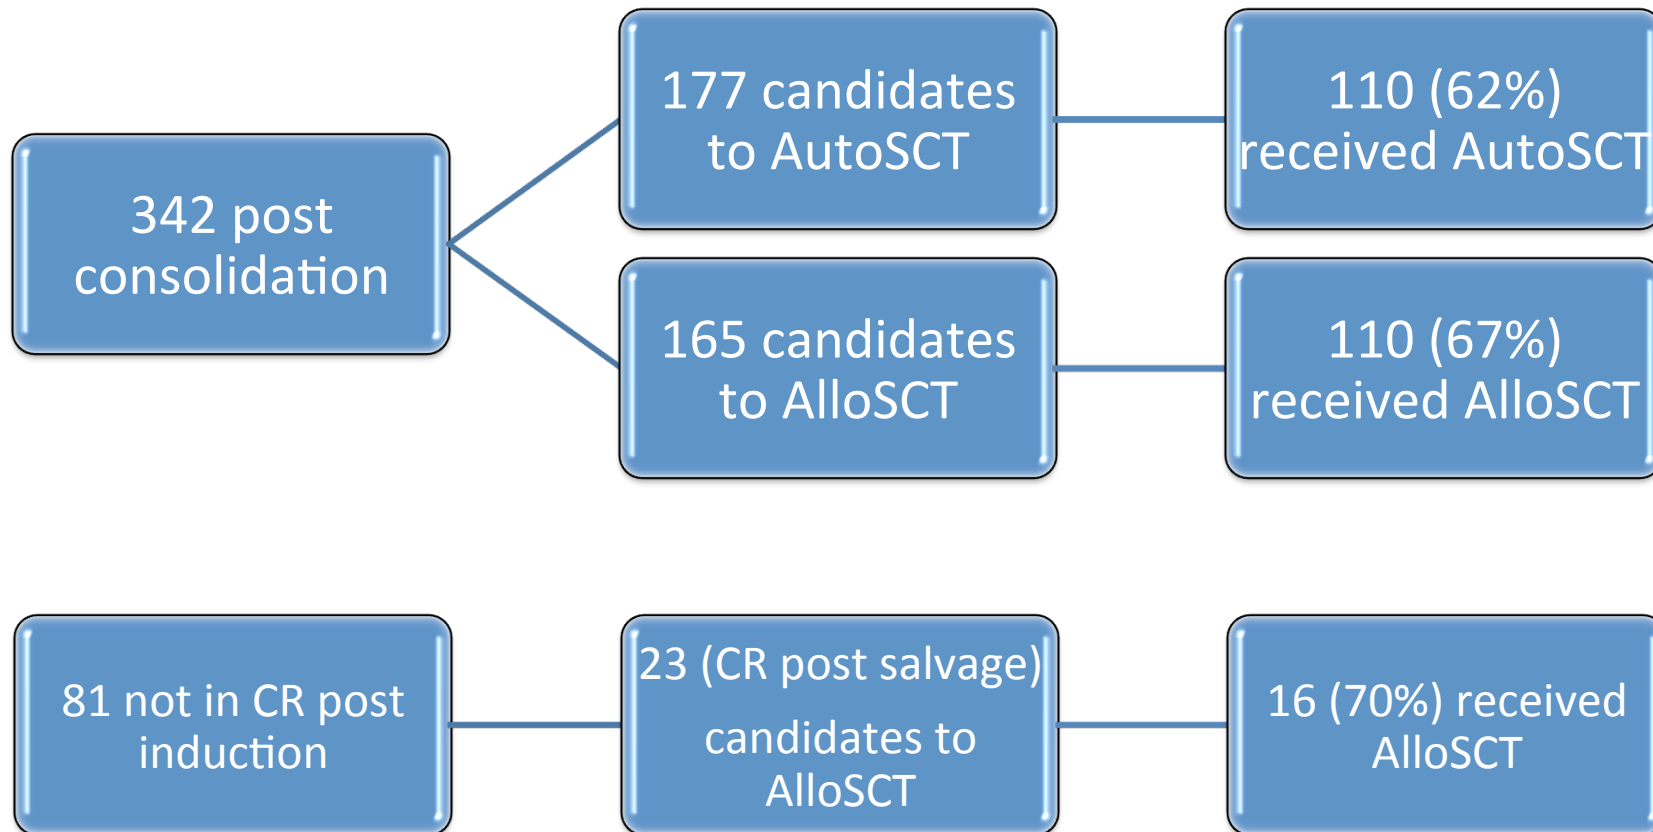 342 post
consolidation
177 candidates
to AutoSCT
110 (62%)
received AutoSCT
165 candidates
to AlloSCT
110 (67%)
received AlloSCT
81 not in CR post
induction
23 (CR post salvage)
candidates to
AlloSCT
16 (70%) received
AlloSCT